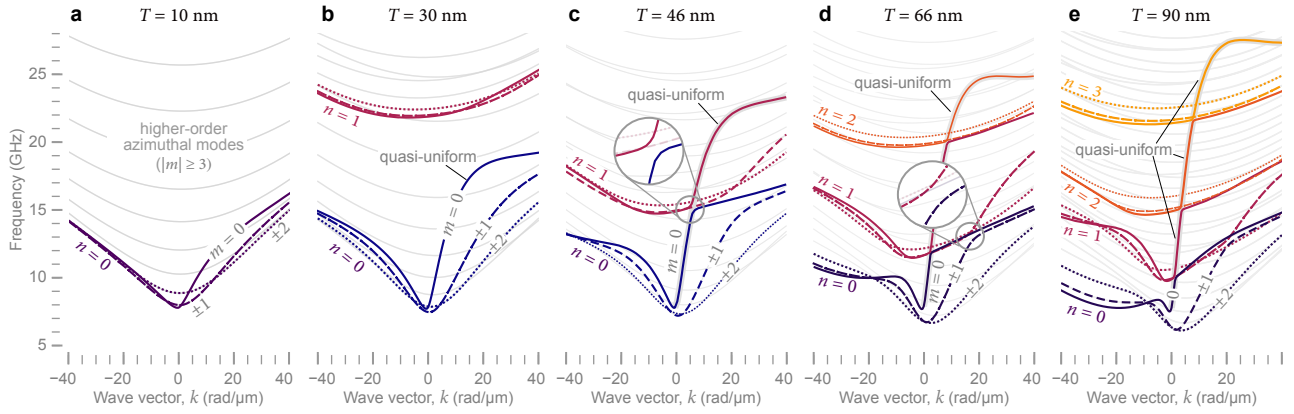 a T = 10 nm
b T = 30 nm
c T = 46 nm
d T = 66 nm
e T = 90 nm
Frequency (GHz)
25
20
15
10
5
higher-order
azimuthal modes
(|m| ≥ 3)
n = 0
m = 0
±1
±2
−40 −20 0 20 40
Wave vector, k (rad/µm)
n = 1
quasi-uniform
n = 0
m = 0
±1
±2
−40 −20 0 20 40
Wave vector, k (rad/µm)
quasi-uniform
n = 1
n = 0
m = 0
±1
±2
−40 −20 0 20 40
Wave vector, k (rad/µm)
quasi-uniform
n = 2
n = 1
n = 0
m = 0
±1
±2
−40 −20 0 20 40
Wave vector, k (rad/µm)
n = 3
quasi-uniform
n = 2
n = 1
n = 0
0
±1
±2
−40 −20 0 20 40
Wave vector, k (rad/µm)